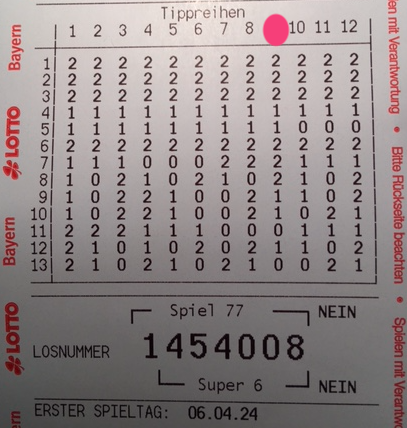 Tippreihen
1 2 3 4 5 6 7 8 10 11 12
1 2 2 2 2 2 2 2 2 2 2 2 2
2 2 2 2 2 2 2 2 2 2 2 2 2
3 2 2 2 2 2 2 2 2 2 2 2 2
4 1 1 1 1 1 1 1 1 1 1 1 1
5 1 1 1 1 1 1 1 1 1 0 0 0
6 2 2 2 2 2 2 2 2 2 2 2 2
7 1 1 1 0 0 0 2 2 2 1 1 1
8 1 0 2 1 0 2 1 0 2 1 0 2
9 1 0 2 2 1 0 0 2 1 1 0 2
10 1 0 2 2 1 0 2 1 0 2 1 0
11 2 2 2 1 1 1 0 0 0 2 2 2
12 2 1 0 1 0 2 0 2 1 0 2 1
13 2 1 0 2 1 0 2 1 0 0 2 1
Spiel 77 NEIN
LOSNUMMER 1454008
Super 6 NEIN
ERSTER SPIELTAG: 06.04.24
Bayern
LOTTO
Bayern
LOTTO
en mit Verantwortung • Bitte Rückseite beachten • Spielen mit Verantwor